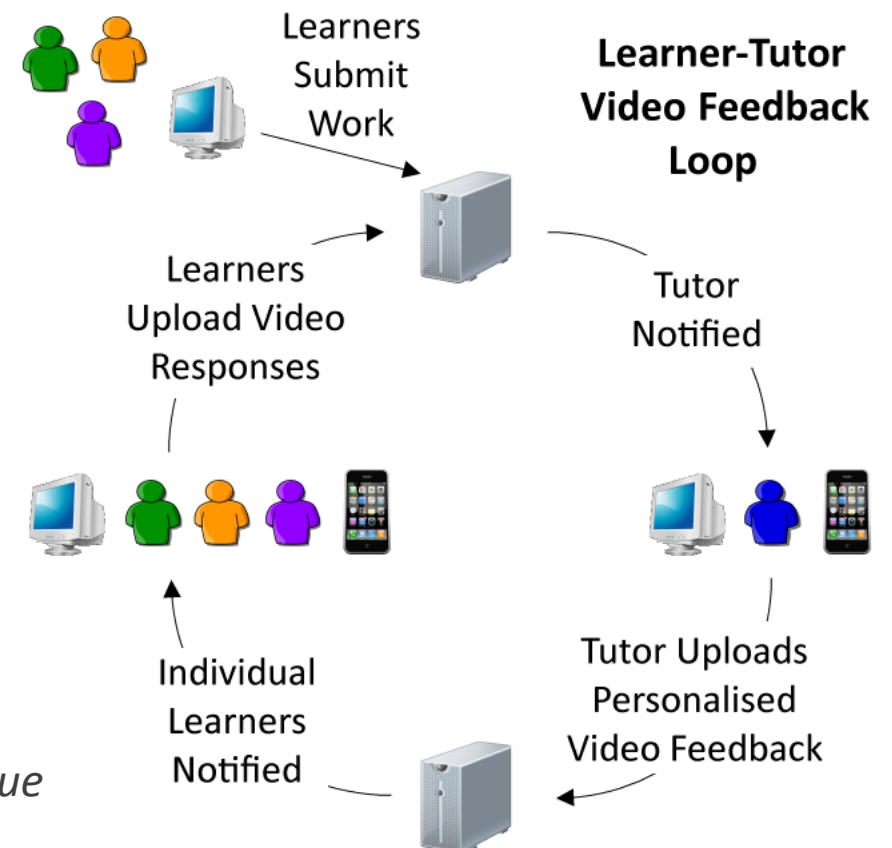 Learners
Submit
Work
Learner-Tutor
Video Feedback
Loop
Learners
Upload Video
Responses
Tutor
Notified
Individual
Learners
Notified
Tutor Uploads
Personalised
Video Feedback